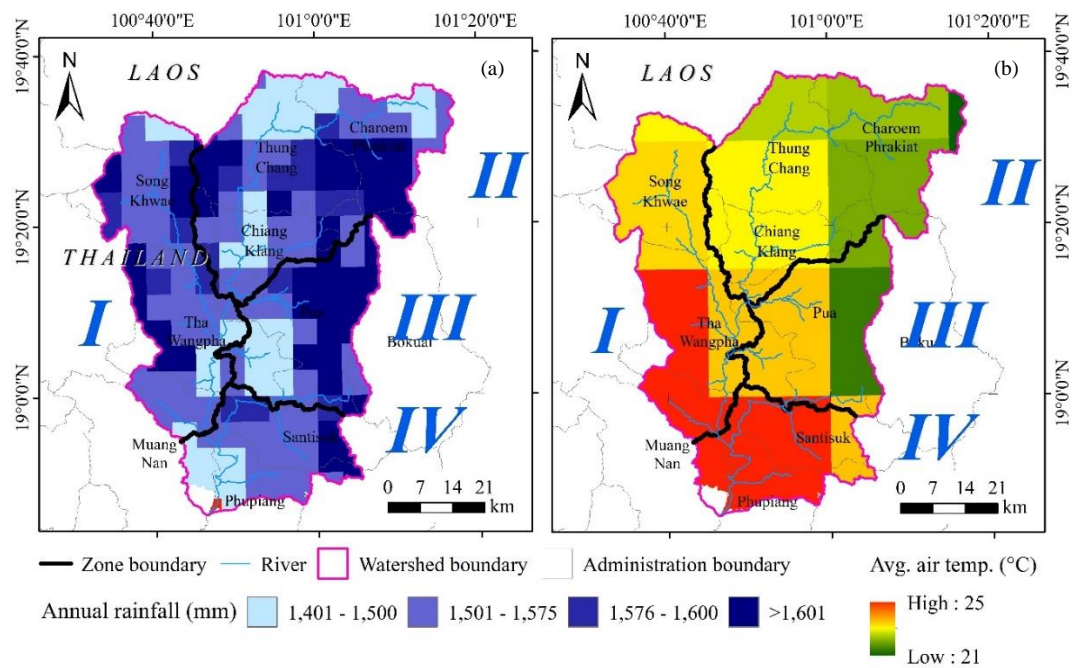 100°40'0"E 101°0'0"E 101°20'0"E
100°40'0"E 101°0'0"E 101°20'0"E
19°40'0"N
19°20'0"N
19°0'0"N
N
LAOS
(a)
Charoem
Phrakiat
Thung
Chang
Song
Khwae
II
Chiang
Klang
THAILAND
I
III
Pua
Tha
Wangpha
Bokuai
IV
Santisuk
Muang
Nan
Phupiang
0 7 14 21
km
N
LAOS
(b)
Charoem
Phrakiat
Thung
Chang
Song
Khwae
II
Chiang
Klang
I
III
Pua
Tha
Wangpha
IV
Santisuk
Muang
Nan
Phupiang
0 7 14 21
km
19°40'0"N
19°20'0"N
19°0'0"N
Zone boundary River Watershed boundary Administration boundary
Annual rainfall (mm) 1,401 - 1,500 1,501 - 1,575 1,576 - 1,600 >1,601
Avg. air temp. (°C)
High : 25
Low : 21